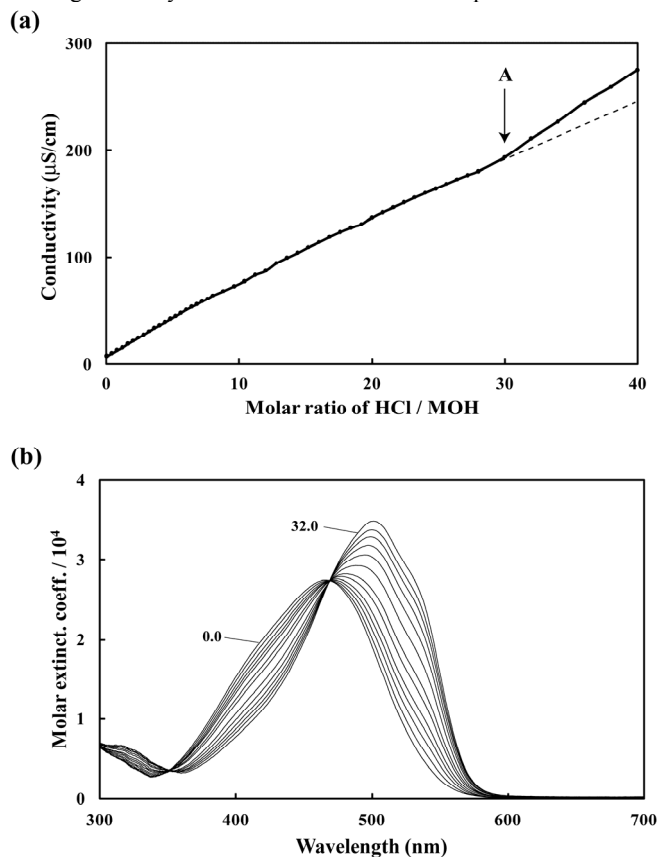 (a)
300
200
100
0
Conductivity (μS/cm)
A
0 10 20 30 40
Molar ratio of HCl / MOH
(b)
4
3
2
1
0
Molar extinct. coeff. / 10⁴
32.0
0.0
300 400 500 600 700
Wavelength (nm)